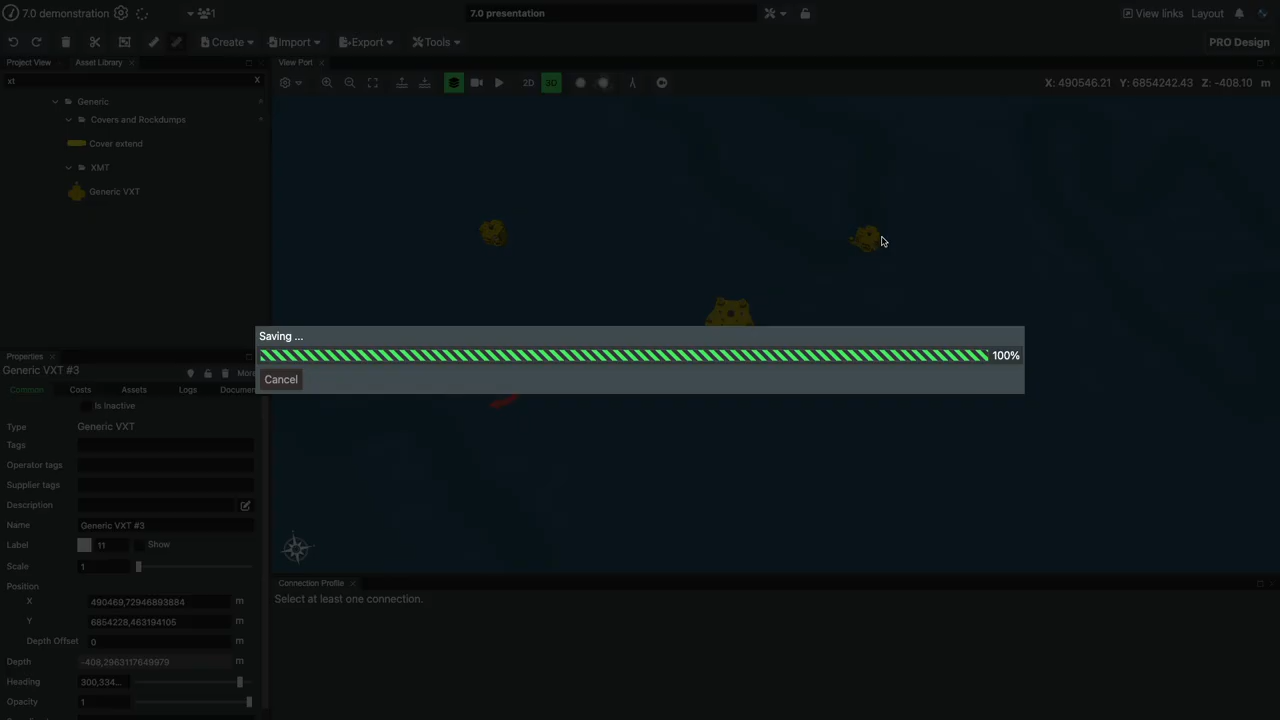 7.0 demonstration
1
7.0 presentation
View links Layout
Create Import Export Tools
PRO Design
Project View Asset Library
View Port
xt X
2D 3D
X: 490546.21 Y: 6854242.43 Z: -408.10 m
Generic
Covers and Rockdumps
Cover extend
XMT
Generic VXT
Saving ...
100%
Cancel
Properties
Generic VXT #3
More
Common Costs Assets Logs Documen
Is Inactive
Type Generic VXT
Tags
Operator tags
Supplier tags
Description
Name Generic VXT #3
Label 11 Show
Scale 1
Position
X 490469,72946893884 m
Y 6854228,463194105 m
Depth Offset 0 m
Depth -408,2963117649979 m
Heading 300,334...
Opacity 1
Connection Profile
Select at least one connection.